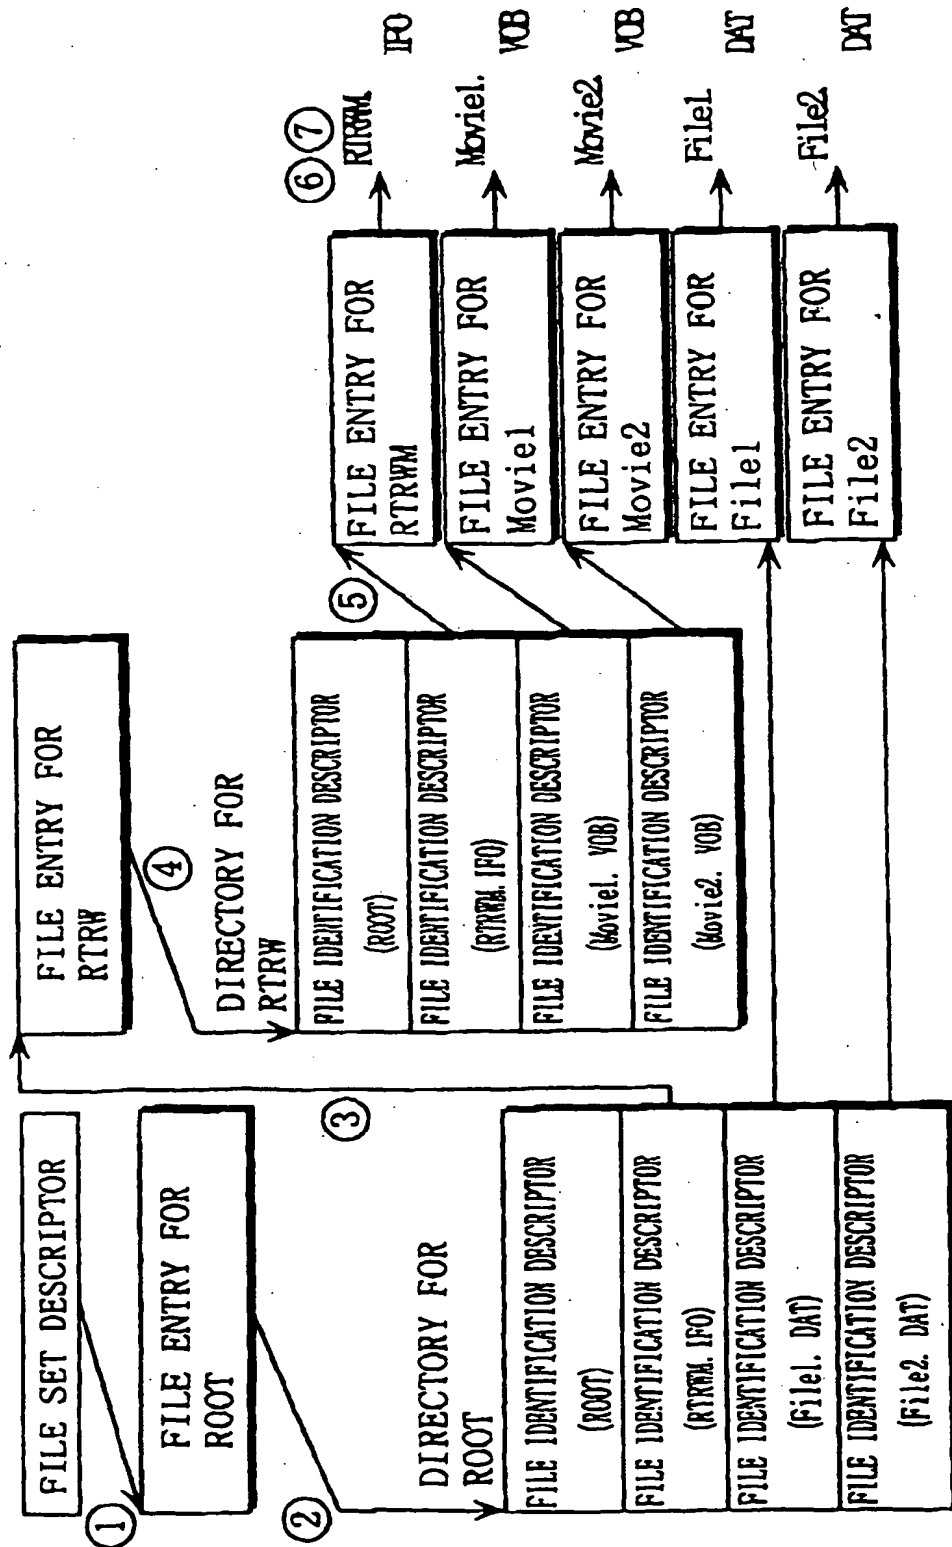 FILE SET DESCRIPTOR
①
FILE ENTRY FOR
ROOT
②
DIRECTORY FOR
ROOT
FILE IDENTIFICATION DESCRIPTOR
(ROOT)
FILE IDENTIFICATION DESCRIPTOR
(RTRWM. IFO)
FILE IDENTIFICATION DESCRIPTOR
(File1. DAT)
FILE IDENTIFICATION DESCRIPTOR
(File2. DAT)
③
FILE ENTRY FOR
RTRW
④
DIRECTORY FOR
RTRW
FILE IDENTIFICATION DESCRIPTOR
(ROOT)
FILE IDENTIFICATION DESCRIPTOR
(RTRWM. IFO)
FILE IDENTIFICATION DESCRIPTOR
(Movie1. VOB)
FILE IDENTIFICATION DESCRIPTOR
(Movie2. VOB)
⑤
FILE ENTRY FOR
RTRWM
FILE ENTRY FOR
Movie1
FILE ENTRY FOR
Movie2
FILE ENTRY FOR
File1
FILE ENTRY FOR
File2
⑥⑦
RTRWM. IFO
Movie1. VOB
Movie2. VOB
File1. DAT
File2. DAT